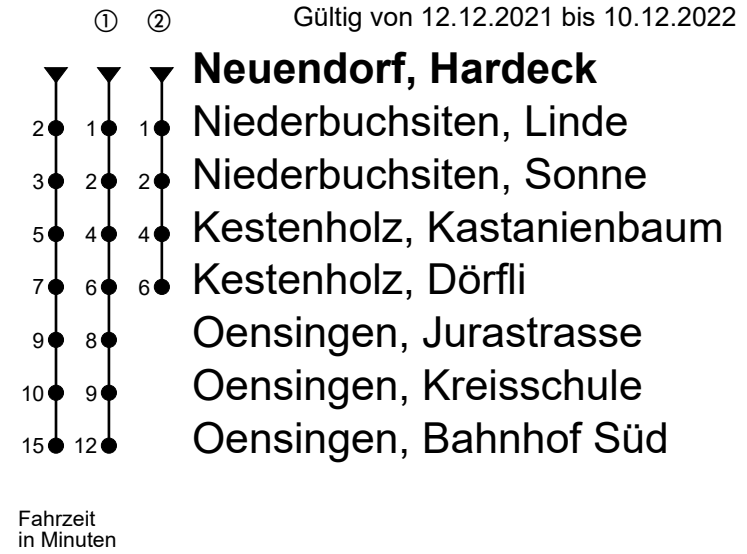 ① ② Gültig von 12.12.2021 bis 10.12.2022
Neuendorf, Hardeck
2 1 1 Niederbuchsiten, Linde
3 2 2 Niederbuchsiten, Sonne
5 4 4 Kestenholz, Kastanienbaum
7 6 6 Kestenholz, Dörfli
9 8 Oensingen, Jurastrasse
10 9 Oensingen, Kreisschule
15 12 Oensingen, Bahnhof Süd
Fahrzeit
in Minuten